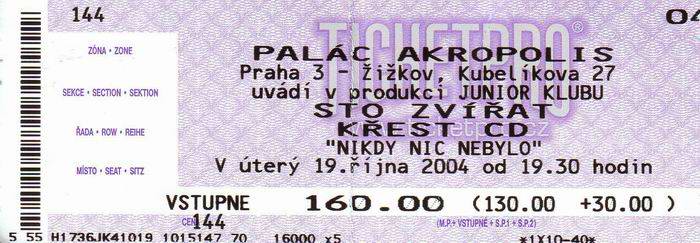 144 04
TICKETPRO®
ZÓNA • ZONE
PALÁC AKROPOLIS
Praha 3 - Žižkov, Kubelíkova 27
SEKCE • SECTION • SEKTION
uvádí v produkci JUNIOR KLUBU
STO ZVÍŘAT
ŘADA • ROW • REIHE
KŘEST CD
"NIKDY NIC NEBYLO"
MÍSTO • SEAT • SITZ
V úterý 19.října 2004 od 19.30 hodin
VSTUPNE 160.00 (130.00 +30.00 )
144
(M.P.+ VSTUPNÉ + S.P.1 + S.P.2)
5 55 H1736JK41019 1015147 70 16000 x5 *1X10-40*